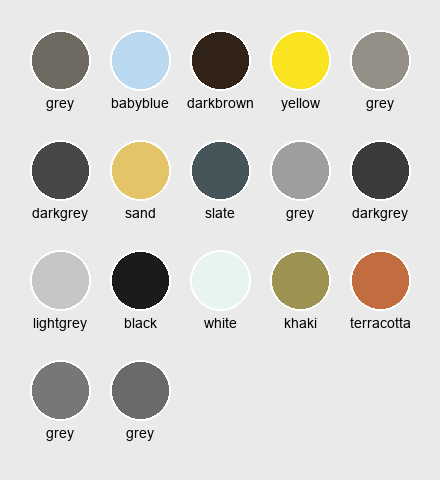 grey babyblue darkbrown yellow grey
darkgrey sand slate grey darkgrey
lightgrey black white khaki terracotta
grey grey